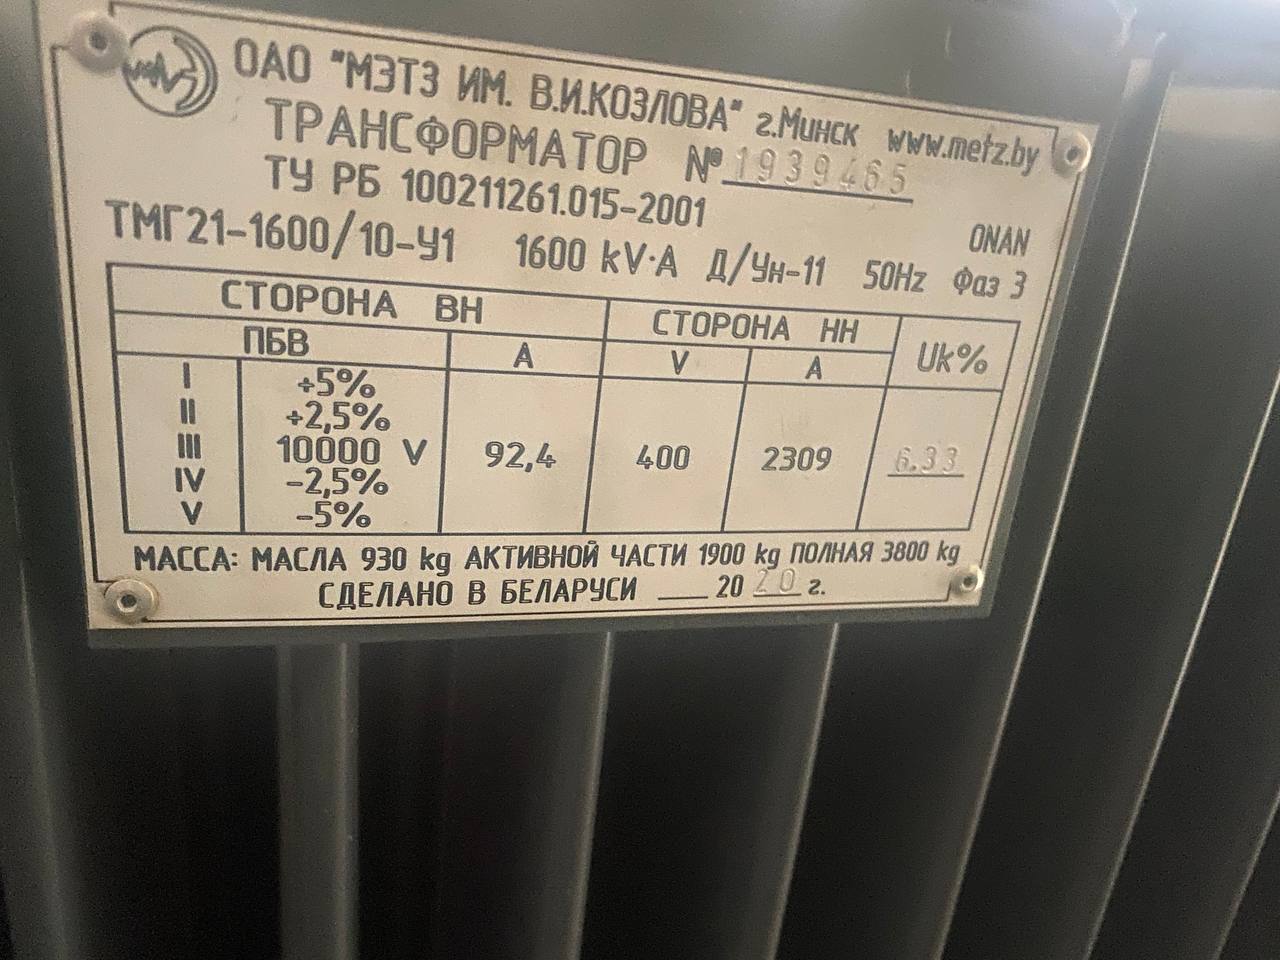 ОАО "МЭТЗ ИМ. В.И.КОЗЛОВА" г.Минск www.metz.by
ТРАНСФОРМАТОР № 1939465
ТУ РБ 100211261.015-2001
ONAN
ТМГ21-1600/10-У1 1600 kV·A Д/Ун-11 50Hz Фаз 3
СТОРОНА ВН СТОРОНА НН Uk%
ПБВ А V А
I +5%
II +2,5%
III 10000 V 92,4 400 2309 6.33
IV -2,5%
V -5%
МАССА: МАСЛА 930 kg АКТИВНОЙ ЧАСТИ 1900 kg ПОЛНАЯ 3800 kg
СДЕЛАНО В БЕЛАРУСИ ___ 2020 г.